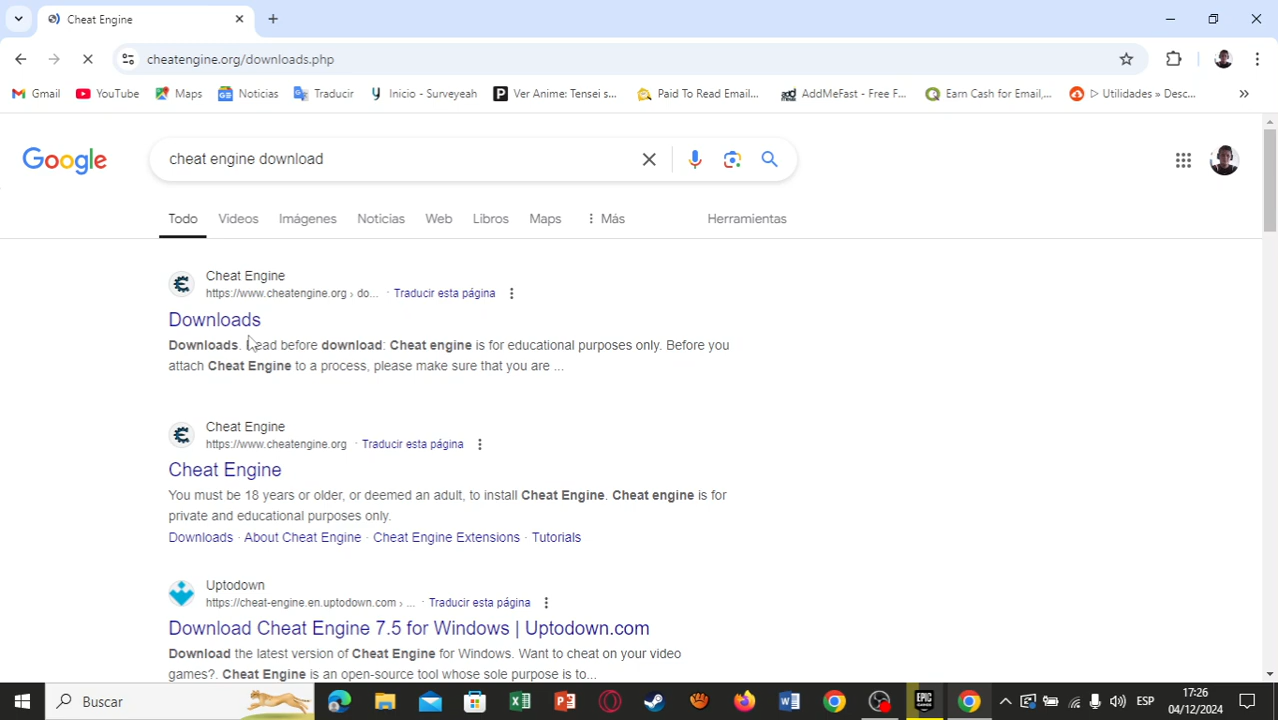 Cheat Engine
cheatengine.org/downloads.php
Gmail
YouTube
Maps
Noticias
Traducir
Inicio - Surveyeah
Ver Anime: Tensei s...
Paid To Read Email...
AddMeFast - Free F...
Earn Cash for Email,...
▷ Utilidades » Desc...
Google
cheat engine download
Todo
Videos
Imágenes
Noticias
Web
Libros
Maps
Más
Herramientas
Cheat Engine
https://www.cheatengine.org › do... · Traducir esta página
Downloads
Downloads. Read before download: Cheat engine is for educational purposes only. Before you
attach Cheat Engine to a process, please make sure that you are ...
Cheat Engine
https://www.cheatengine.org · Traducir esta página
Cheat Engine
You must be 18 years or older, or deemed an adult, to install Cheat Engine. Cheat engine is for
private and educational purposes only.
Downloads · About Cheat Engine · Cheat Engine Extensions · Tutorials
Uptodown
https://cheat-engine.en.uptodown.com › ... · Traducir esta página
Download Cheat Engine 7.5 for Windows | Uptodown.com
Download the latest version of Cheat Engine for Windows. Want to cheat on your video
games?. Cheat Engine is an open-source tool whose sole purpose is to...
Buscar
EPIC
GAMES
ESP
17:26
04/12/2024